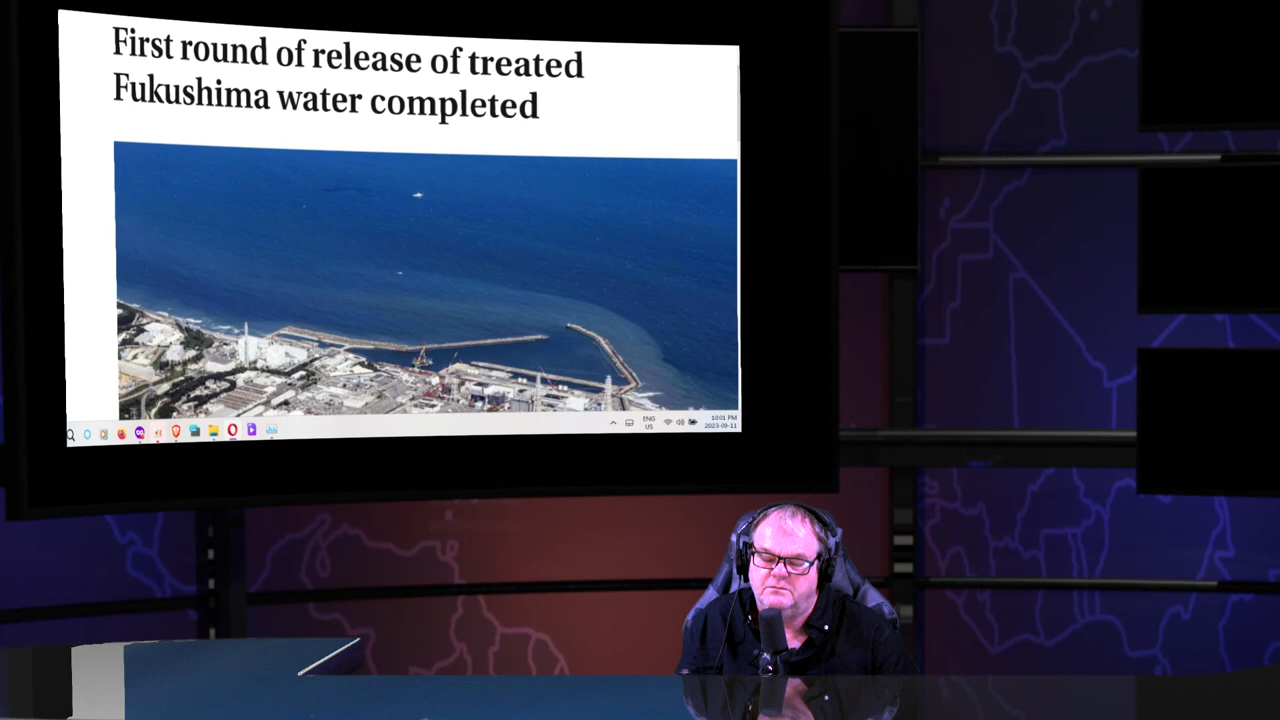 First round of release of treated
Fukushima water completed
ENG
US
10:01 PM
2023-09-11